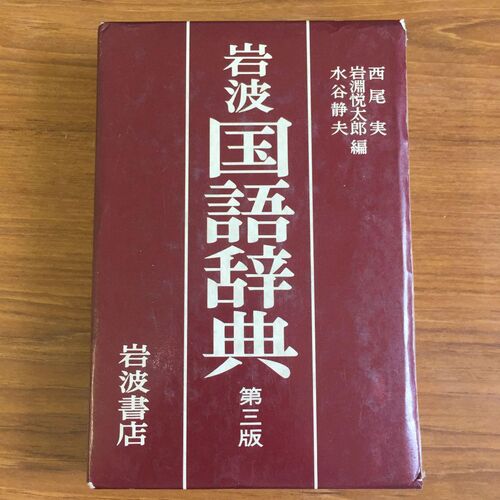 西尾実
岩淵悦太郎 編
水谷静夫
岩波
国語辞典
第三版
岩波書店